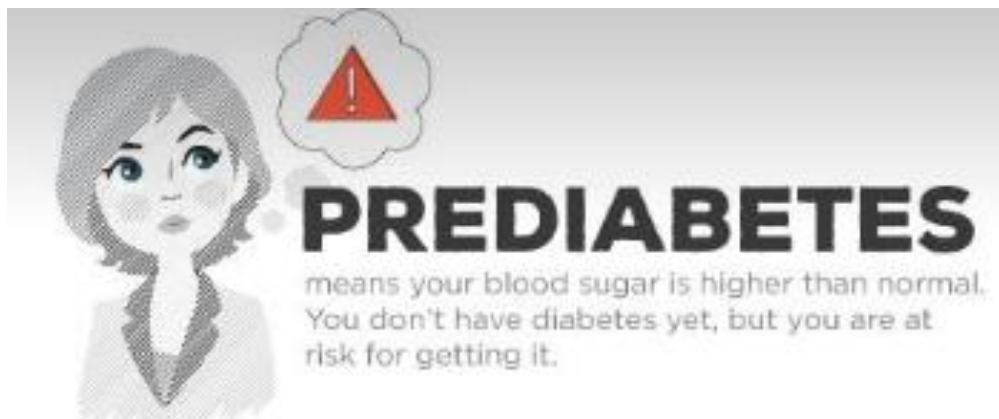 PREDIABETES
means your blood sugar is higher than normal.
You don't have diabetes yet, but you are at
risk for getting it.